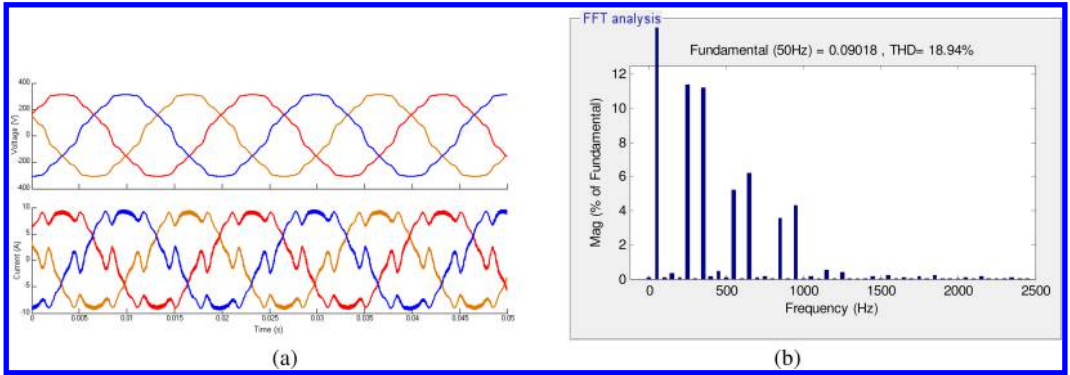 400
200
0
-200
-400
Voltage (V)
10
5
0
-5
-10
Current (A)
0 0.005 0.01 0.015 0.02 0.025 0.03 0.035 0.04 0.045 0.05
Time (s)
(a)
FFT analysis
Fundamental (50Hz) = 0.09018 , THD= 18.94%
12
10
8
6
4
2
0
Mag (% of Fundamental)
0 500 1000 1500 2000 2500
Frequency (Hz)
(b)